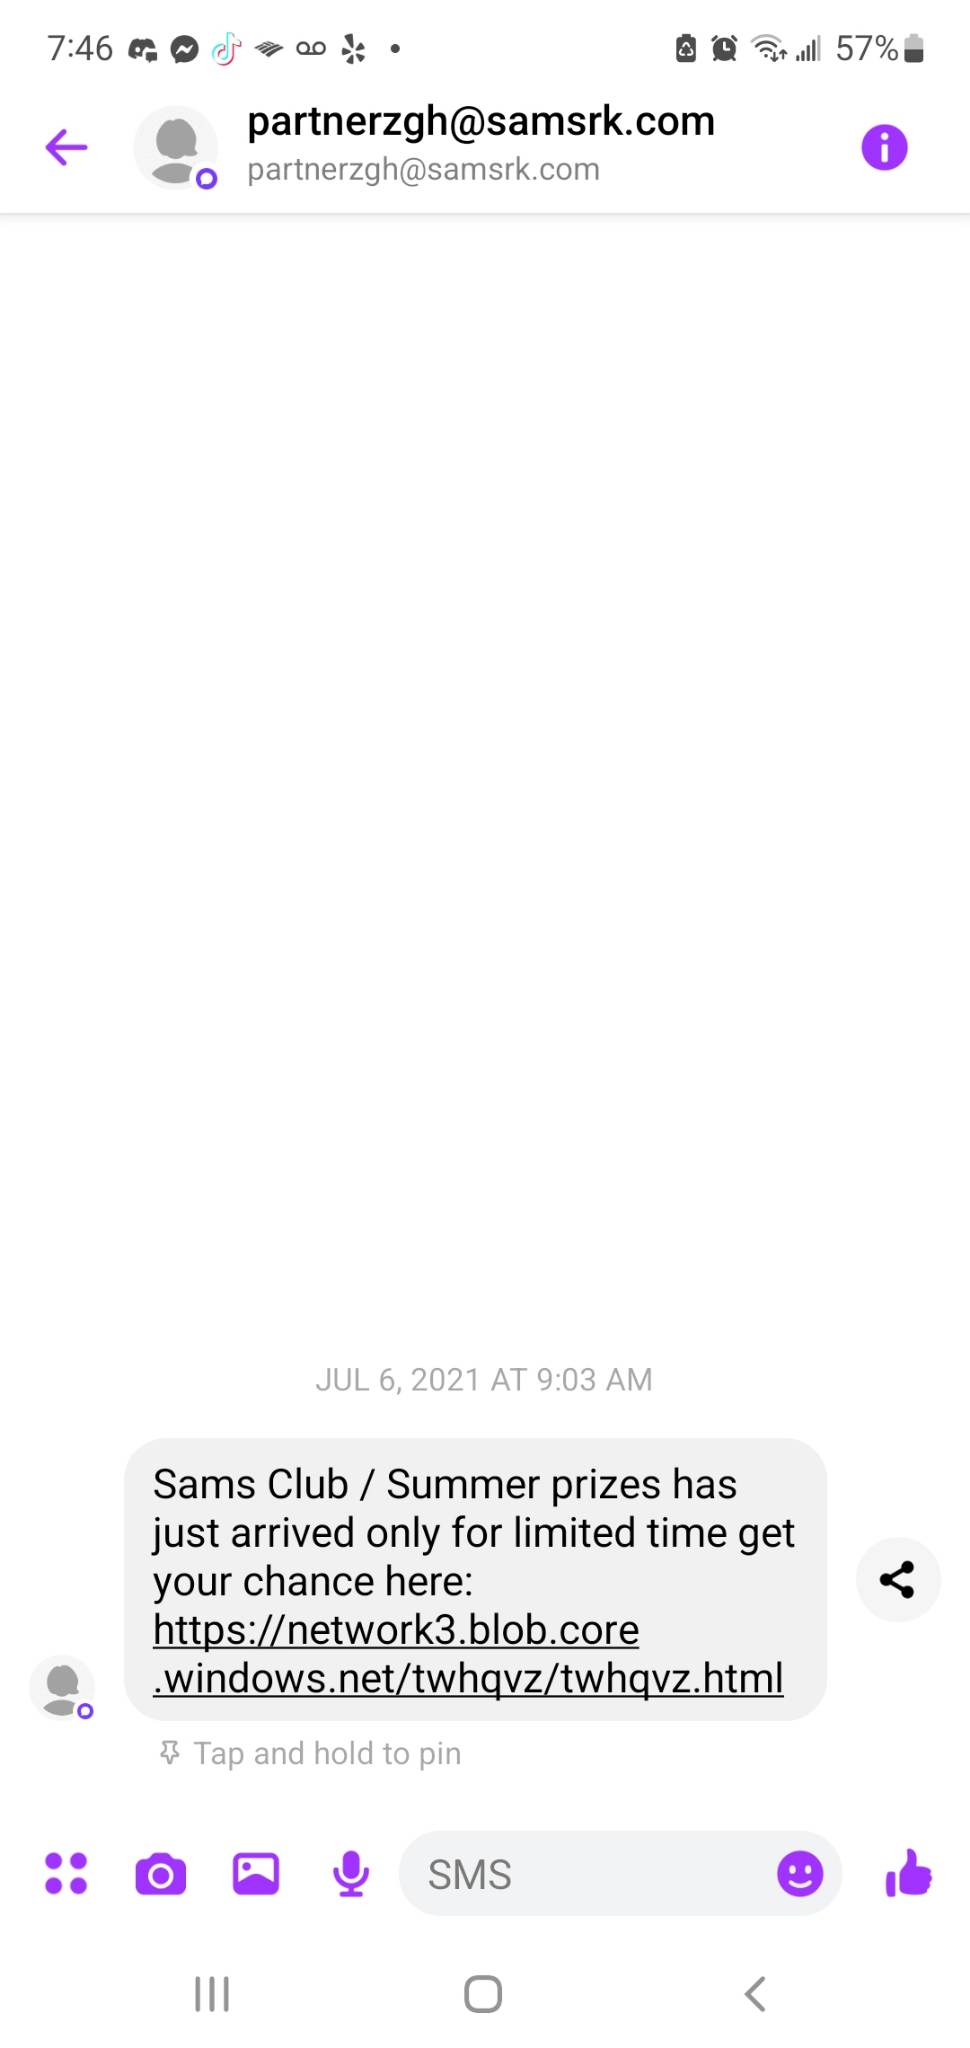 7:46
57%
partnerzgh@samsrk.com
partnerzgh@samsrk.com
JUL 6, 2021 AT 9:03 AM
Sams Club / Summer prizes has
just arrived only for limited time get
your chance here:
https://network3.blob.core
.windows.net/twhqvz/twhqvz.html
Tap and hold to pin
SMS